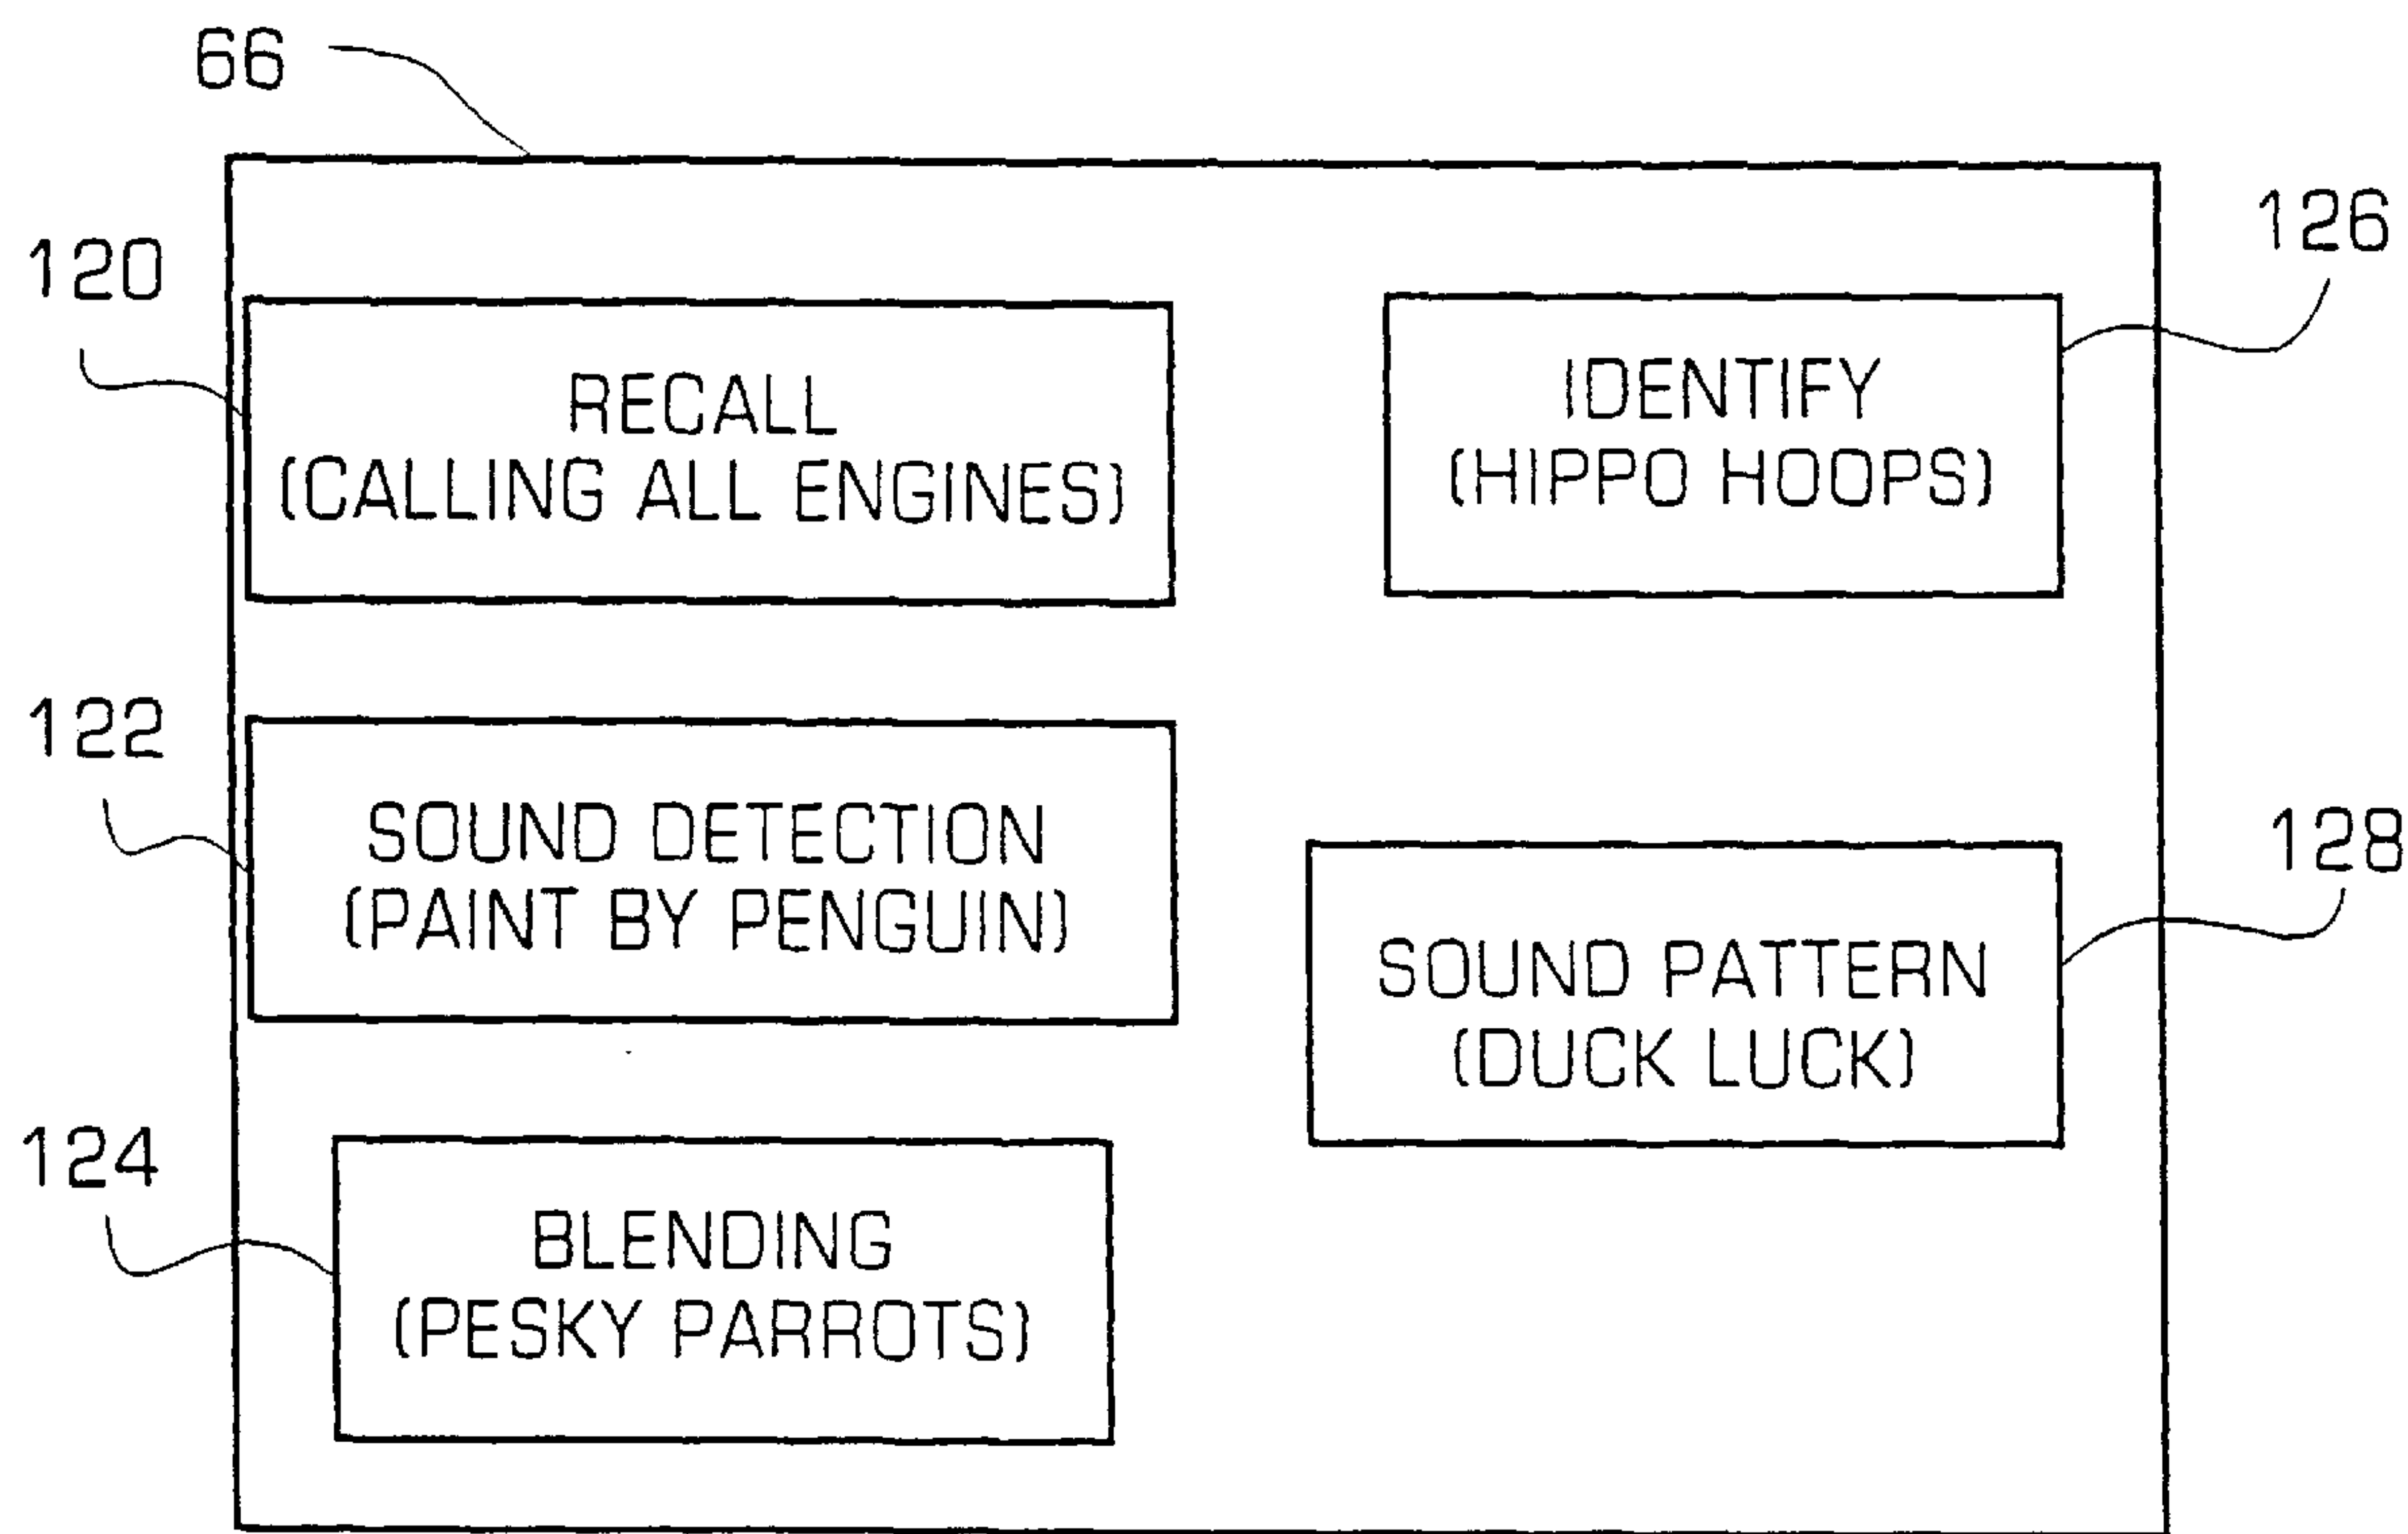 66
120
RECALL
(CALLING ALL ENGINES)
126
IDENTIFY
(HIPPO HOOPS)
122
SOUND DETECTION
(PAINT BY PENGUIN)
128
SOUND PATTERN
(DUCK LUCK)
124
BLENDING
(PESKY PARROTS)